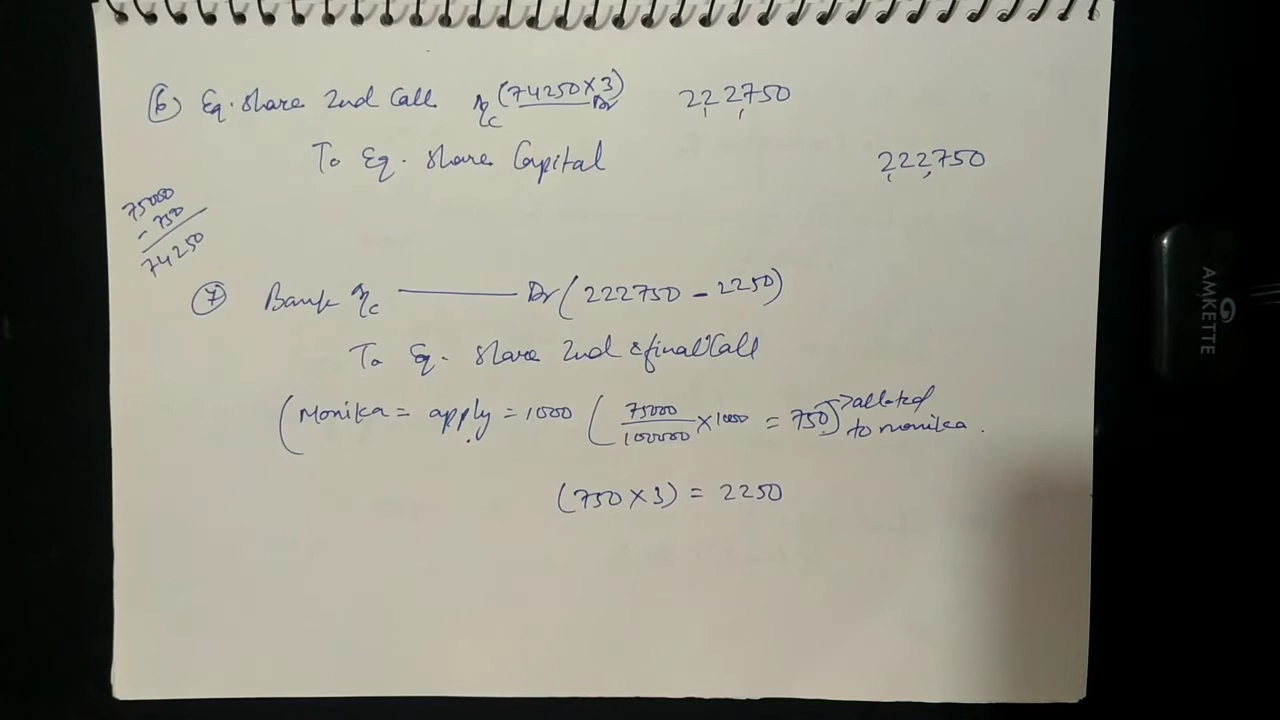 (6) Eq. Share 2nd Call A/c (74250×3) Dr 222750
To Eq. Share Capital 222750
75000
- 750
74250
(7) Bank A/c ——— Dr (222750 - 2250)
To Eq. Share 2nd & final Call
(Monika = apply = 1000 ( 75000/100000 ×1000 = 750) → alloted to monika.
(750 × 3) = 2250
AMKETTE